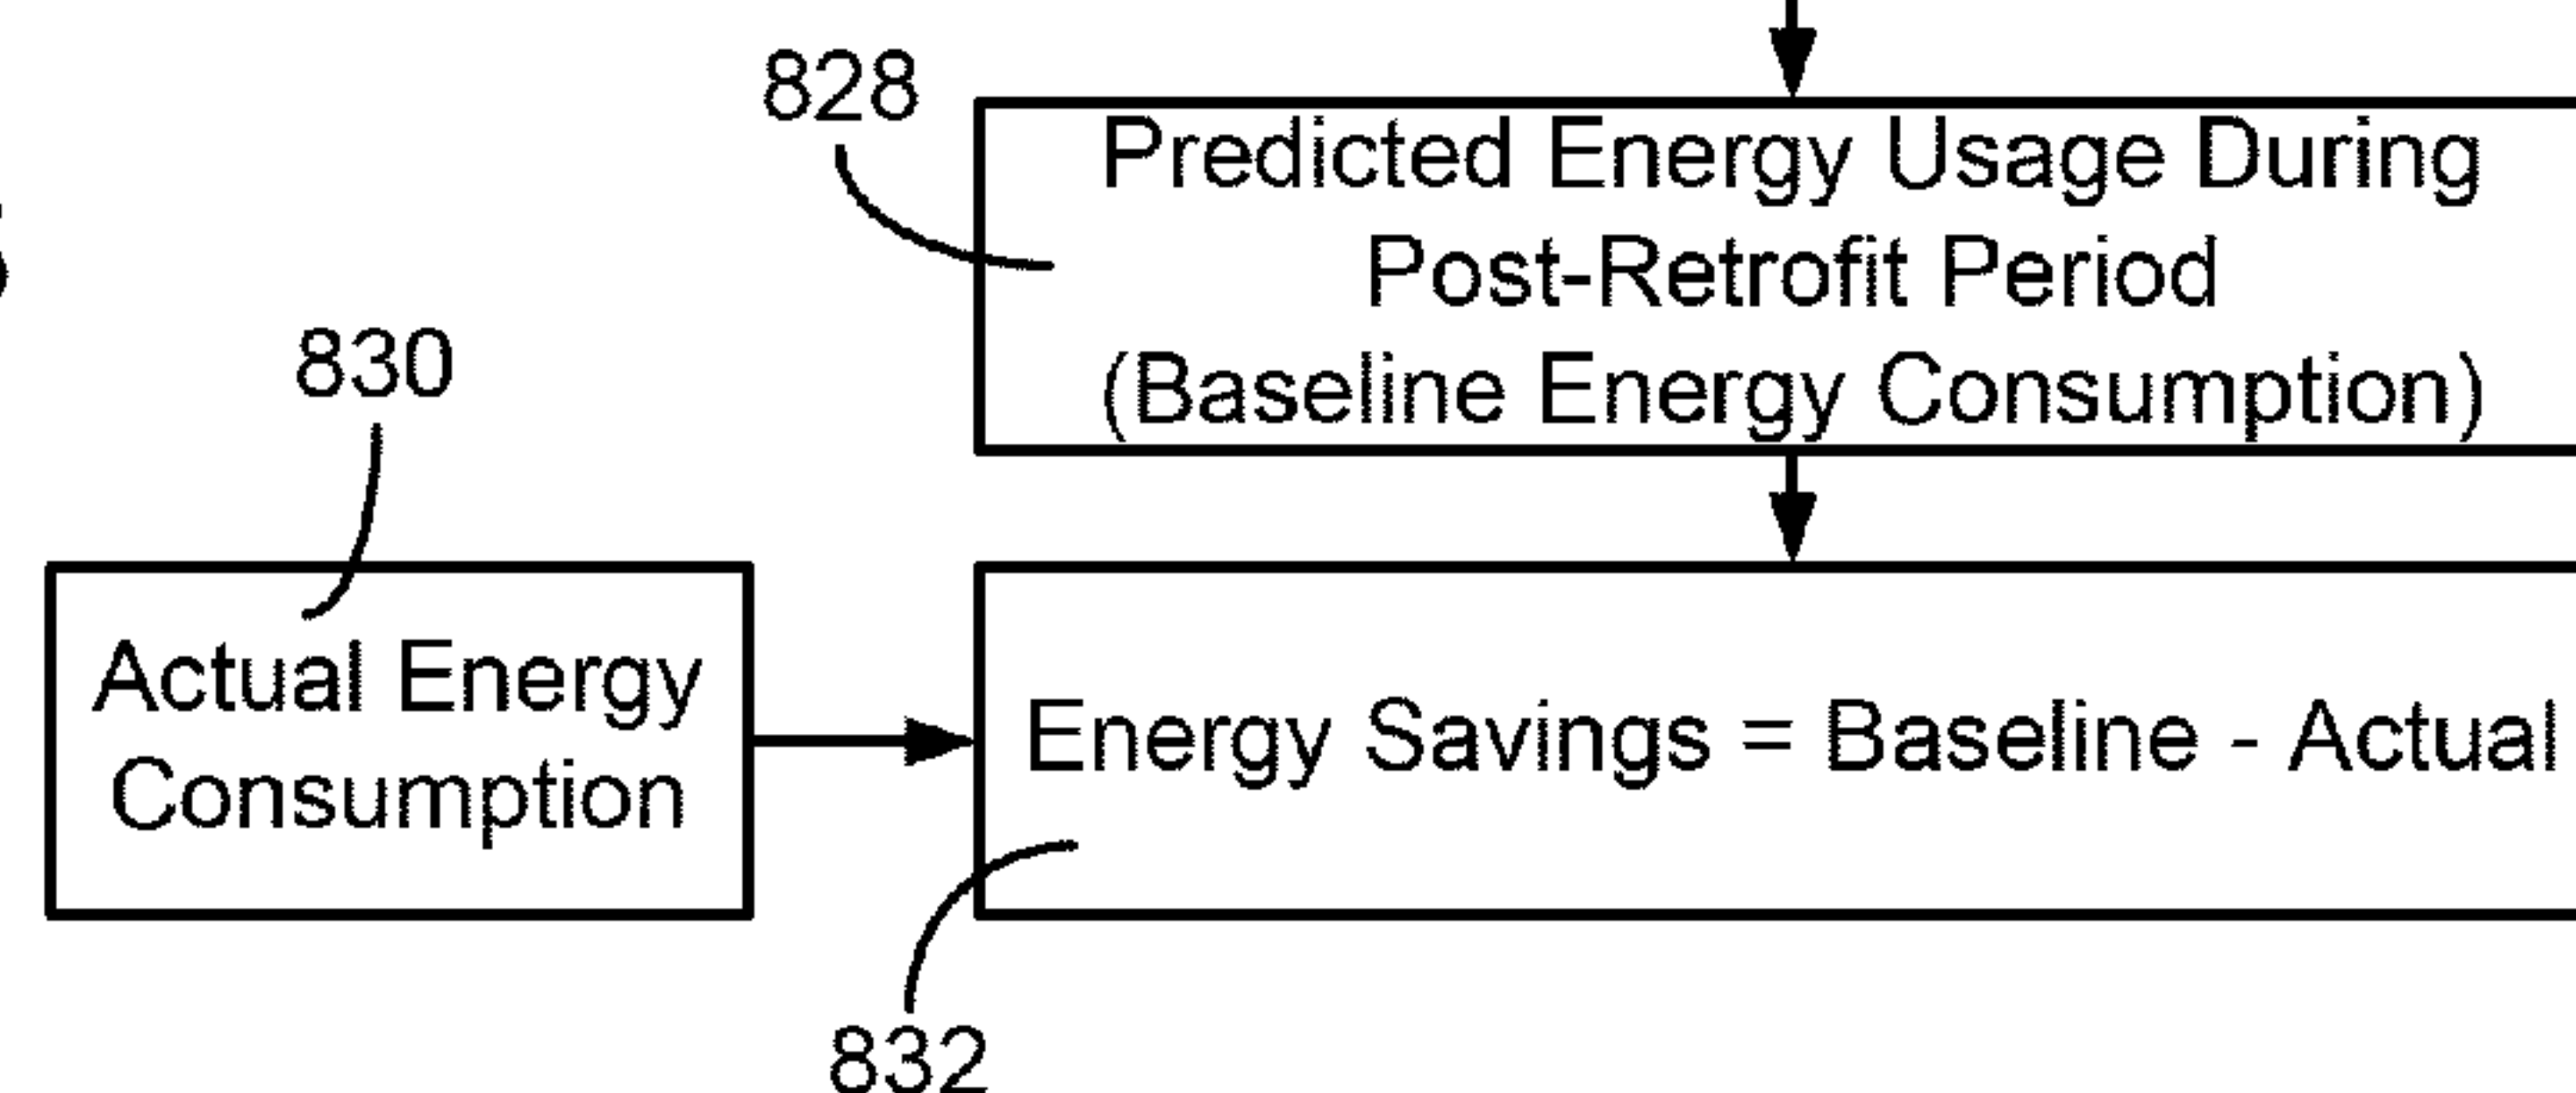 828
Predicted Energy Usage During
Post-Retrofit Period
(Baseline Energy Consumption)
830
Actual Energy
Consumption
Energy Savings = Baseline - Actual
832